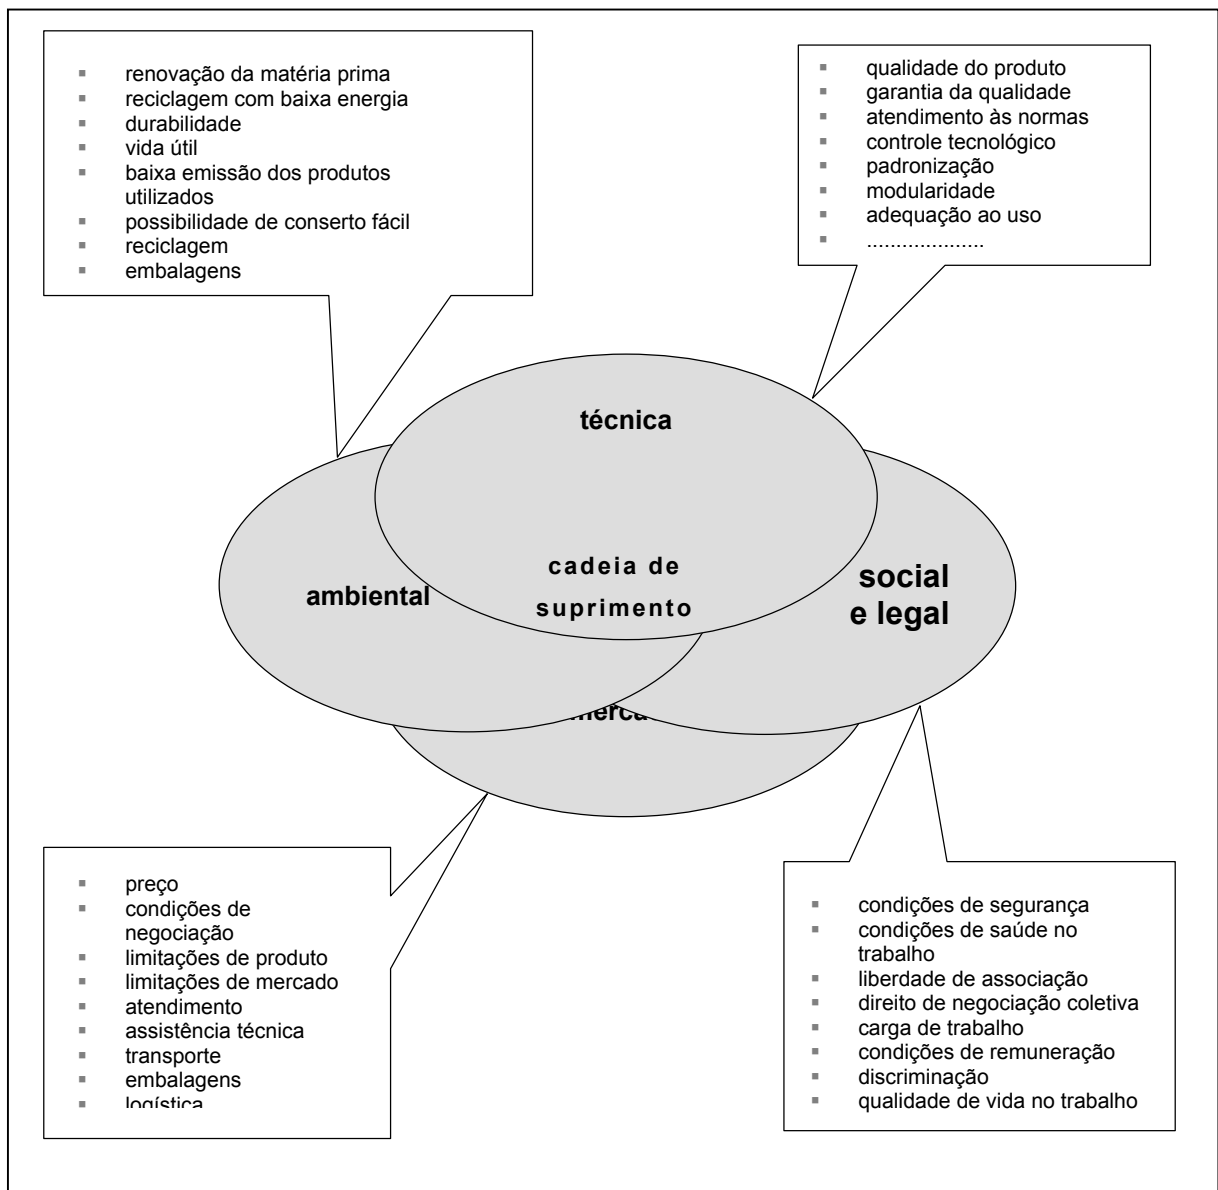 renovação da matéria prima
reciclagem com baixa energia
durabilidade
vida útil
baixa emissão dos produtos
utilizados
possibilidade de conserto fácil
reciclagem
embalagens
qualidade do produto
garantia da qualidade
atendimento às normas
controle tecnológico
padronização
modularidade
adequação ao uso
....................
técnica
cadeia de
suprimento
ambiental
social
e legal
preço
condições de
negociação
limitações de produto
limitações de mercado
atendimento
assistência técnica
transporte
embalagens
logística
condições de segurança
condições de saúde no
trabalho
liberdade de associação
direito de negociação coletiva
carga de trabalho
condições de remuneração
discriminação
qualidade de vida no trabalho